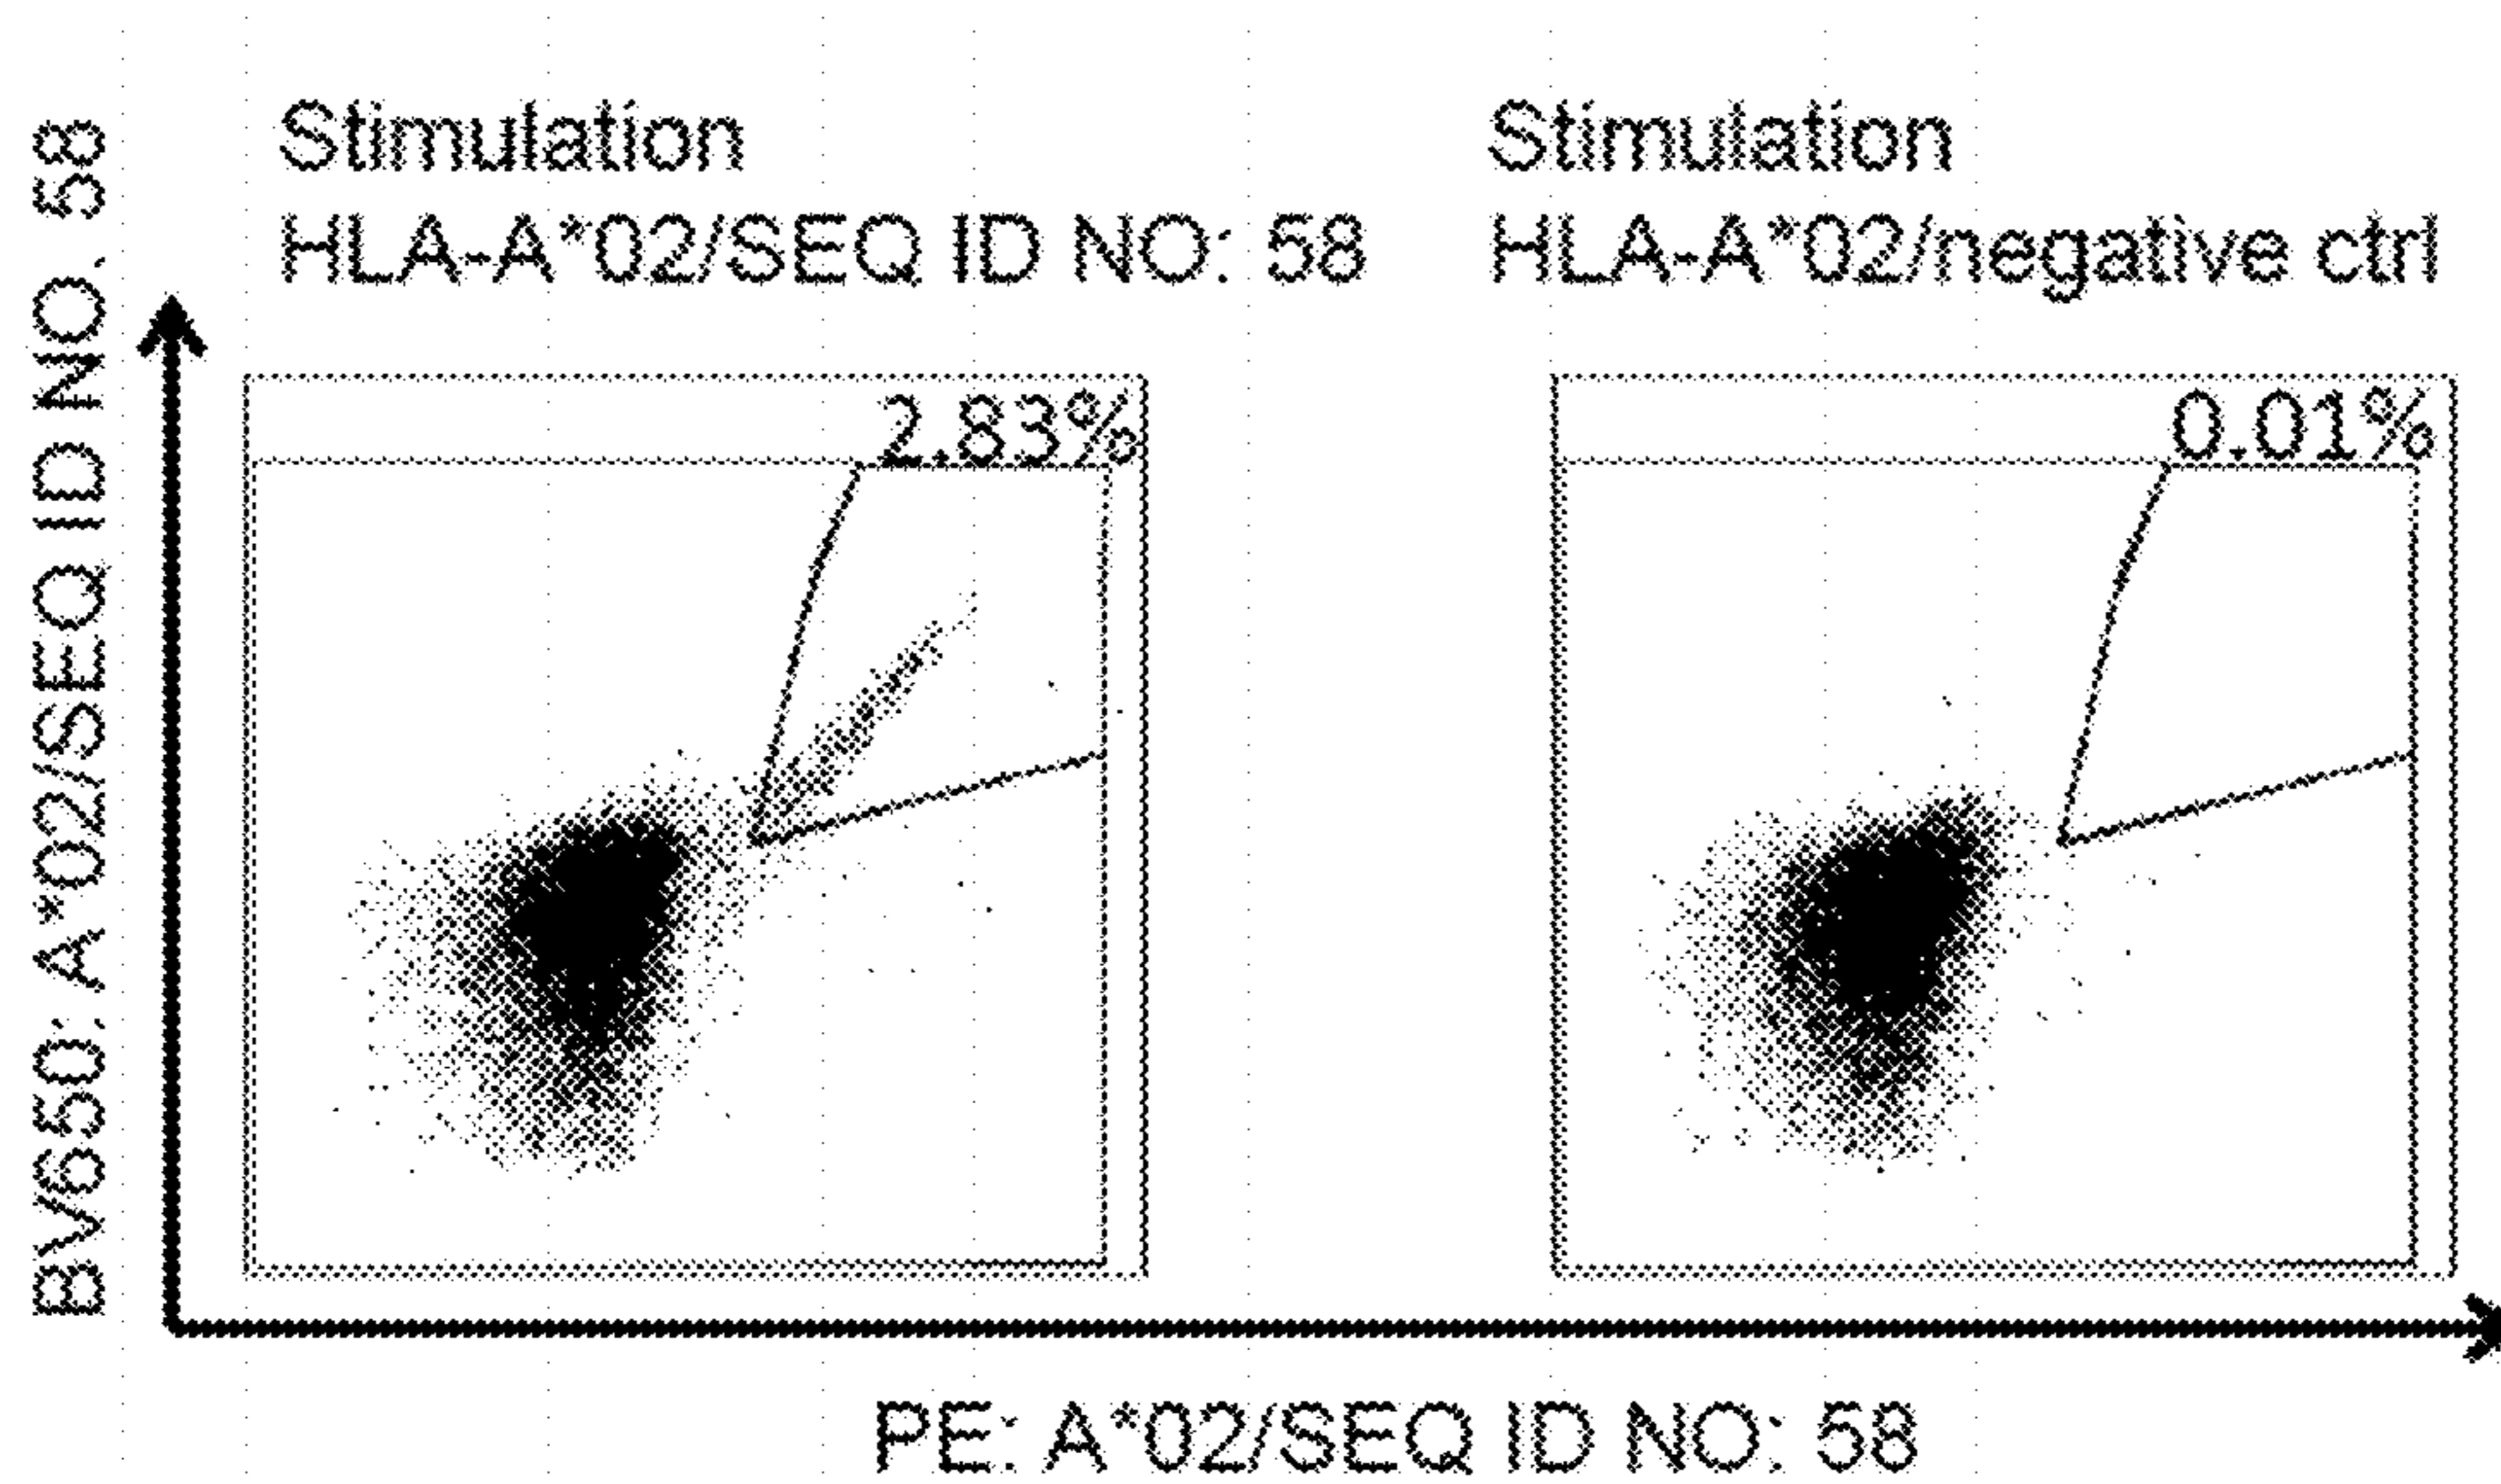 Stimulation
HLA-A*02/SEQ ID NO: 58
Stimulation
HLA-A*02/negative ctrl
BV650: A*02/SEQ ID NO. 58
2.83%
0.01%
PE: A*02/SEQ ID NO: 58